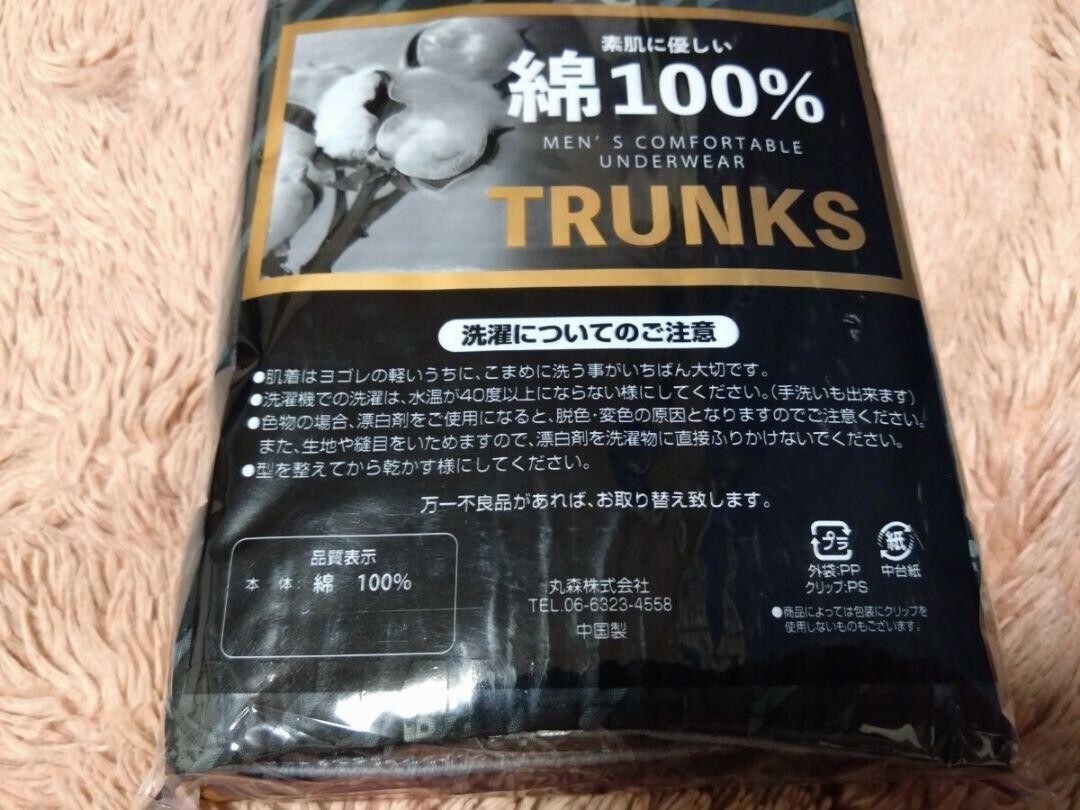 素肌に優しい
綿100%
MEN'S COMFORTABLE
UNDERWEAR
TRUNKS
洗濯についてのご注意
●肌着はヨゴレの軽いうちに、こまめに洗う事がいちばん大切です。
●洗濯機での洗濯は、水温が40度以上にならない様にしてください。(手洗いも出来ます)
●色物の場合、漂白剤をご使用になると、脱色・変色の原因となりますのでご注意ください。
また、生地や縫目をいためますので、漂白剤を洗濯物に直接ふりかけないでください。
●型を整えてから乾かす様にしてください。
万一不良品があれば、お取り替え致します。
品質表示
本 体: 綿 100%
丸森株式会社
TEL.06-6323-4558
中国製
プラ
外袋:PP
クリップ:PS
紙
中台紙
●商品によっては包装にクリップを
使用しないものもございます。